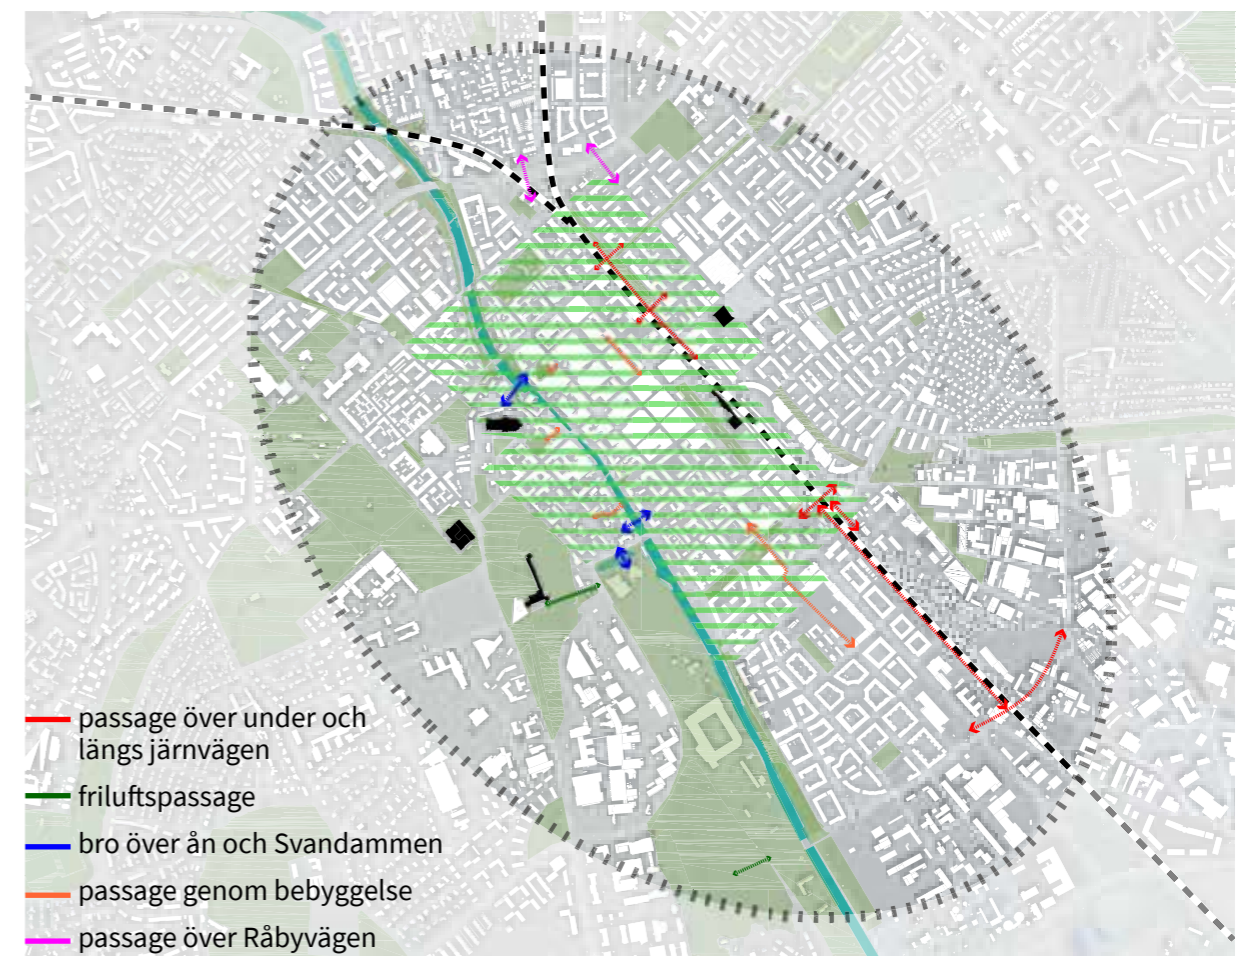 passage över under och
längs järnvägen
friluftspassage
bro över ån och Svandammen
passage genom bebyggelse
passage över Råbyvägen